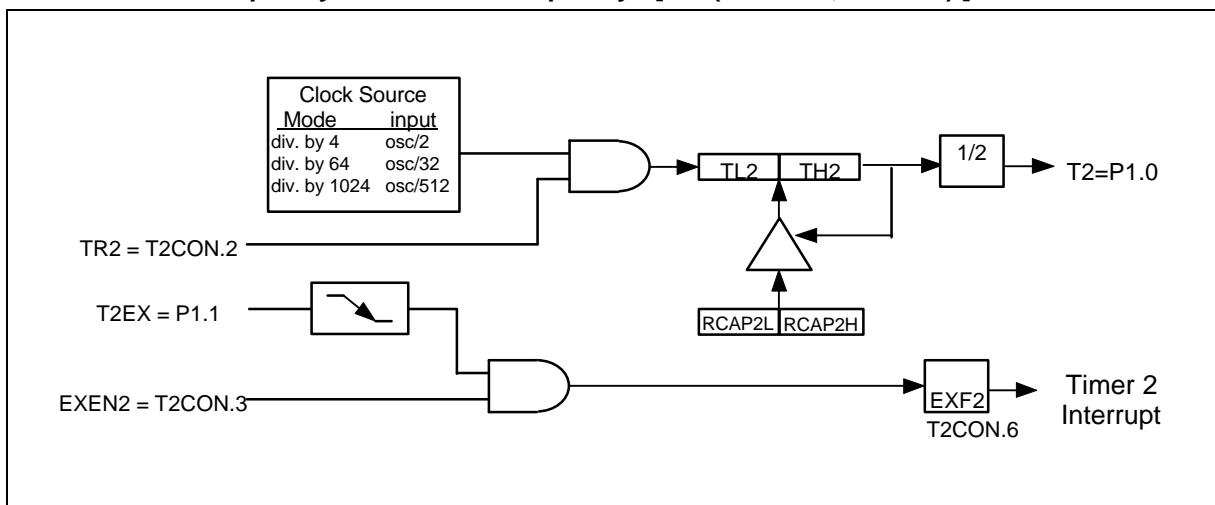 Clock Source
Mode input
div. by 4 osc/2
div. by 64 osc/32
div. by 1024 osc/512
TL2 TH2
1/2
T2=P1.0
TR2 = T2CON.2
T2EX = P1.1
RCAP2L RCAP2H
EXEN2 = T2CON.3
EXF2
T2CON.6
Timer 2
Interrupt